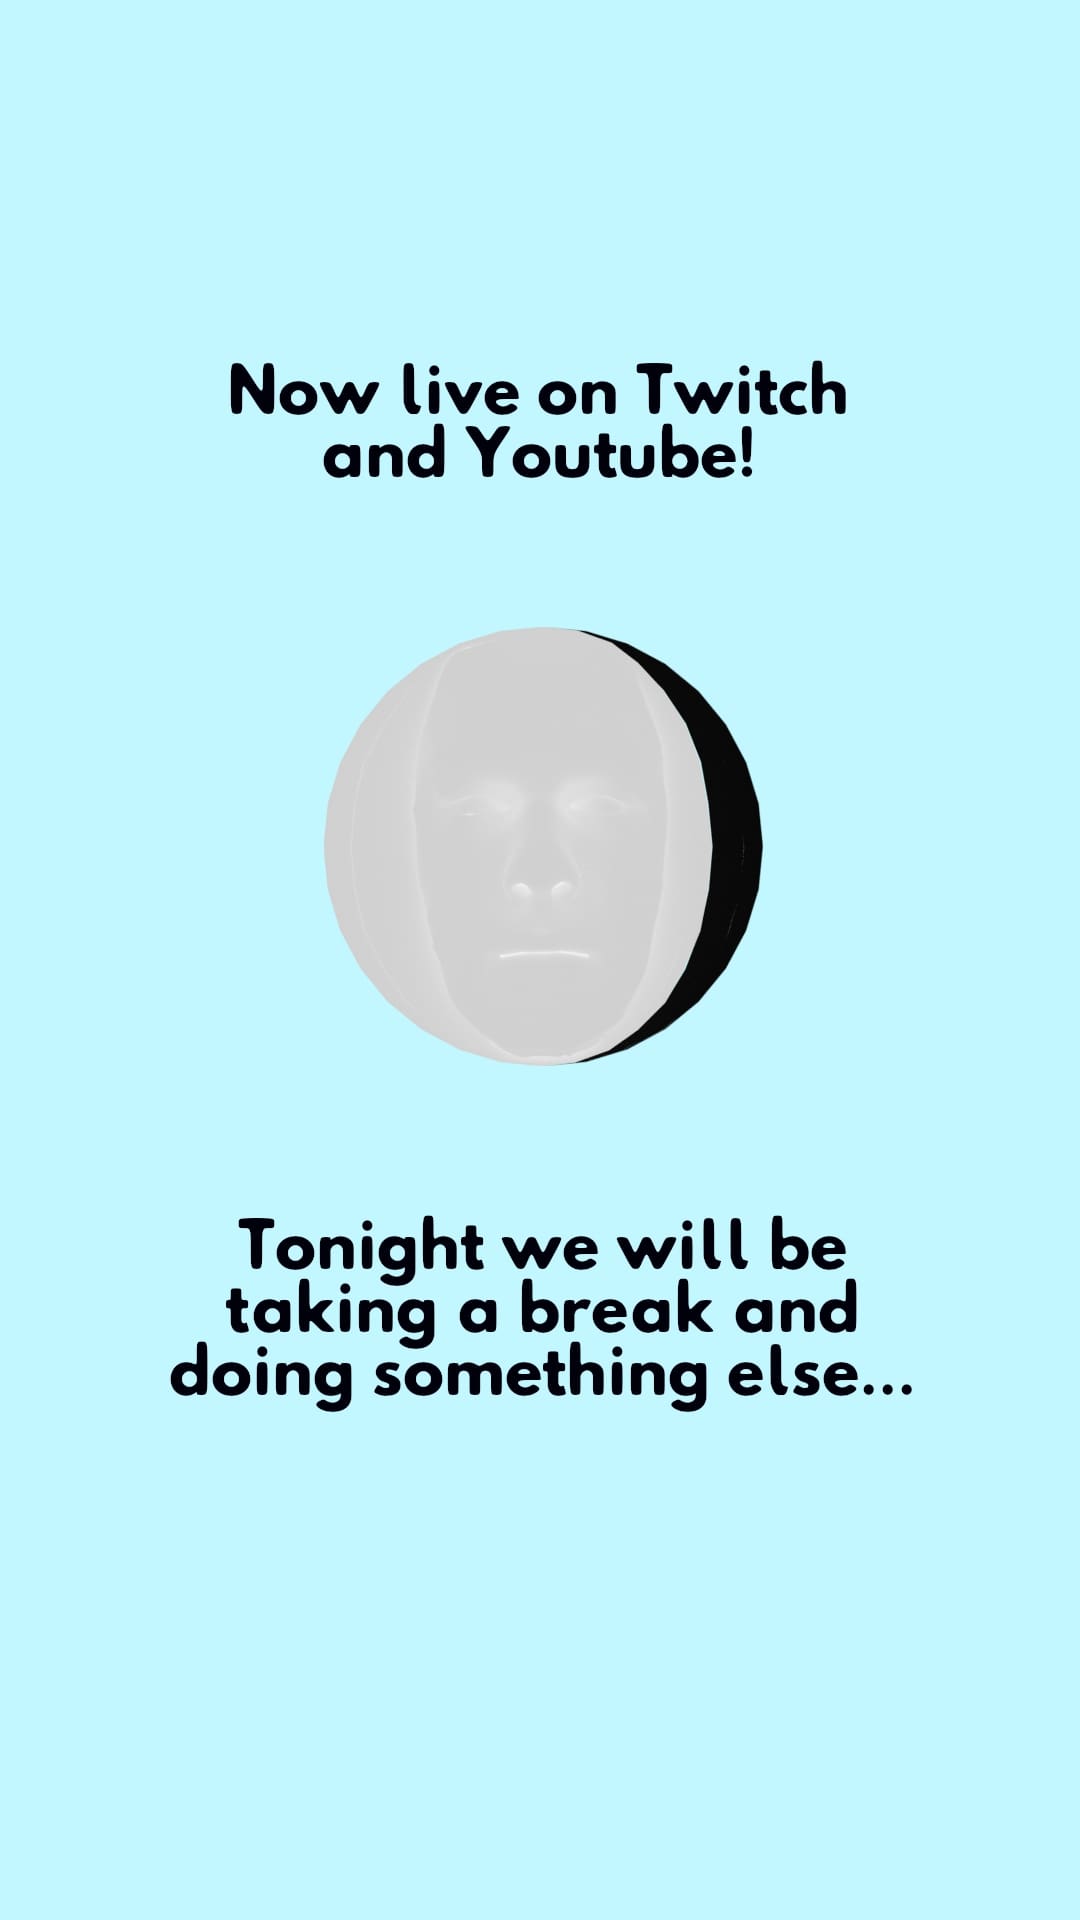 Now live on Twitch
and Youtube!
Tonight we will be
taking a break and
doing something else...